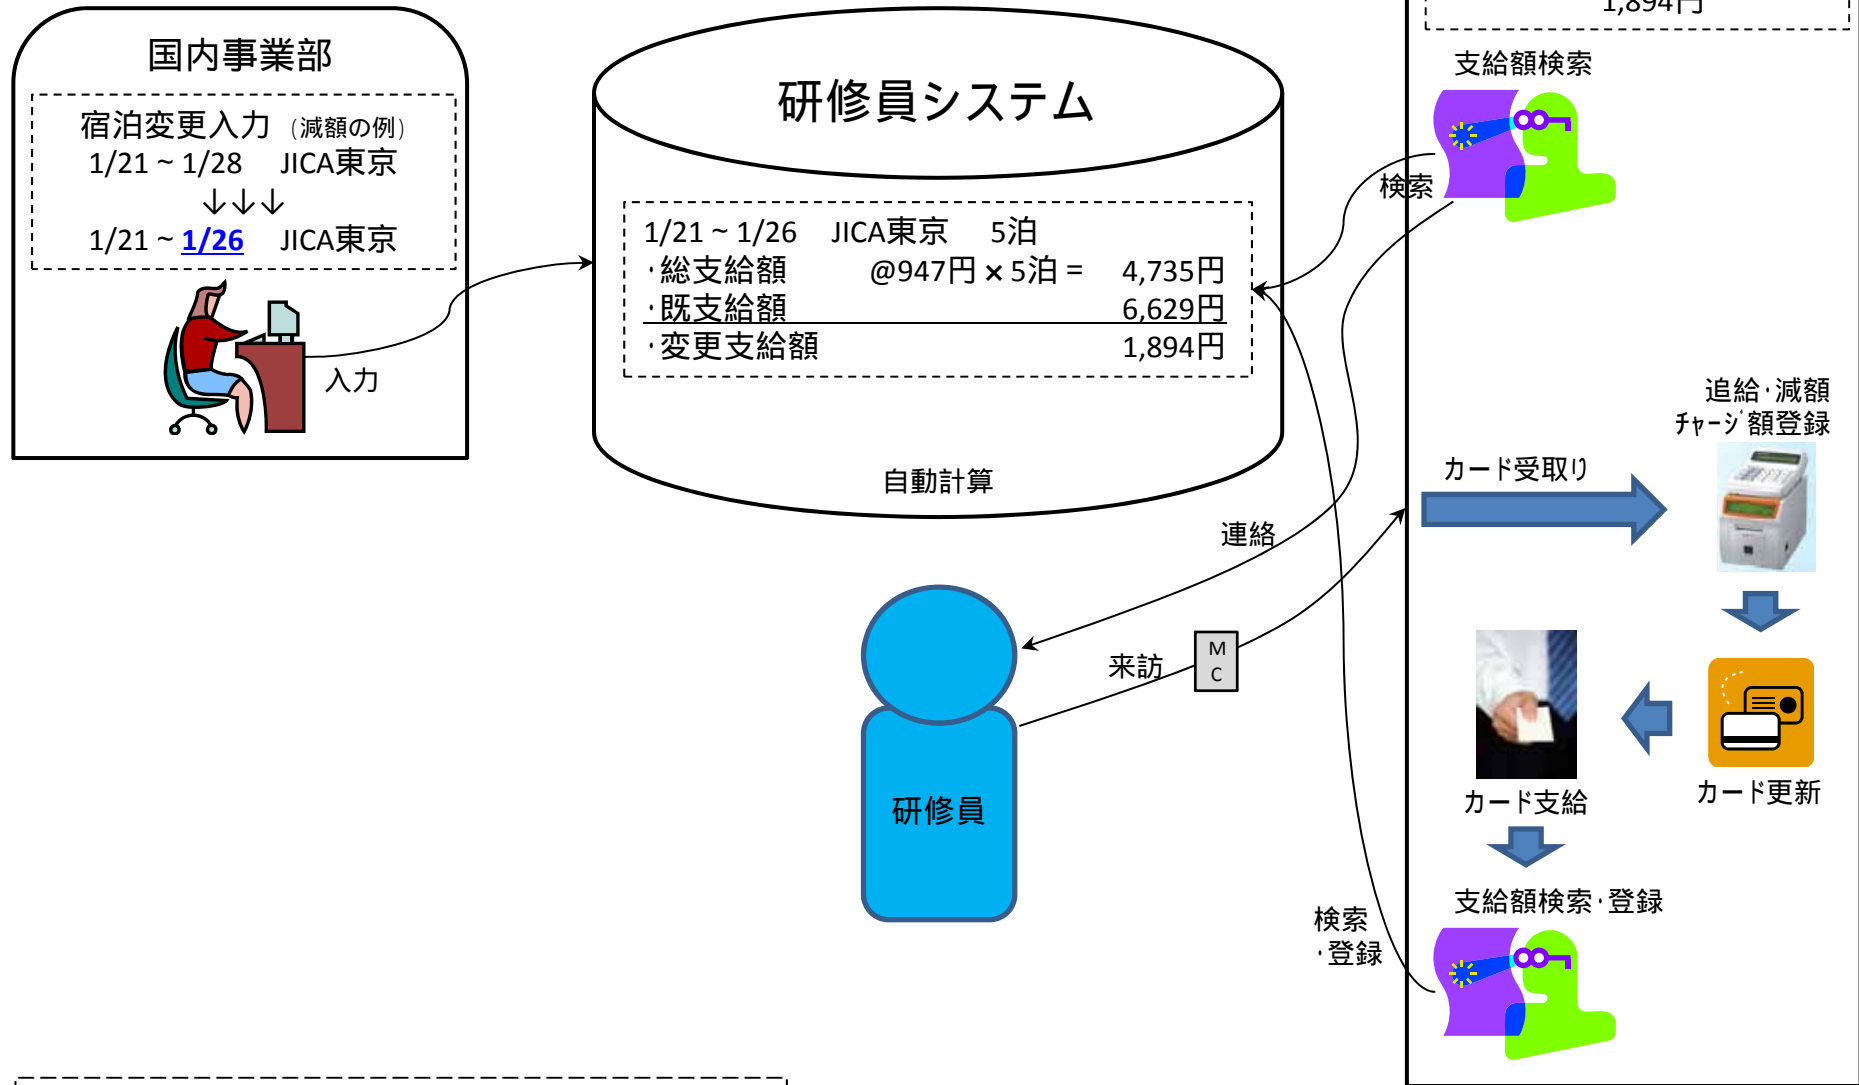 国内事業部
宿泊変更入力 (減額の例)
1/21 ~ 1/28 JICA東京
↓↓↓
1/21 ~ 1/26 JICA東京
入力
研修員システム
1/21 ~ 1/26 JICA東京 5泊
・総支給額 @947円 × 5泊 = 4,735円
・既支給額 6,629円
・変更支給額 1,894円
自動計算
1,894円
支給額検索
検索
追給・減額
チャージ額登録
カード受取り
連絡
来訪
M
C
研修員
カード更新
カード支給
支給額検索・登録
検索
・登録